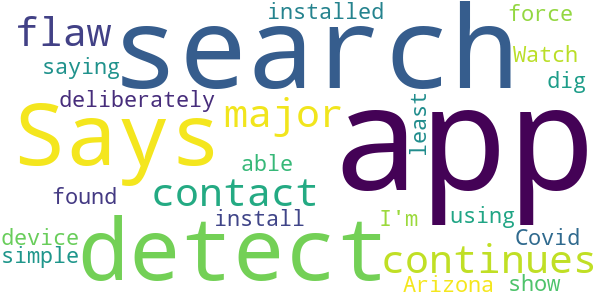 installed
force
flaw
search
Watch
saying
dig
deliberately
Says
major
least
app
able
contact
found
install
I'm
using
device
detect
Covid
simple
continues
Arizona
show